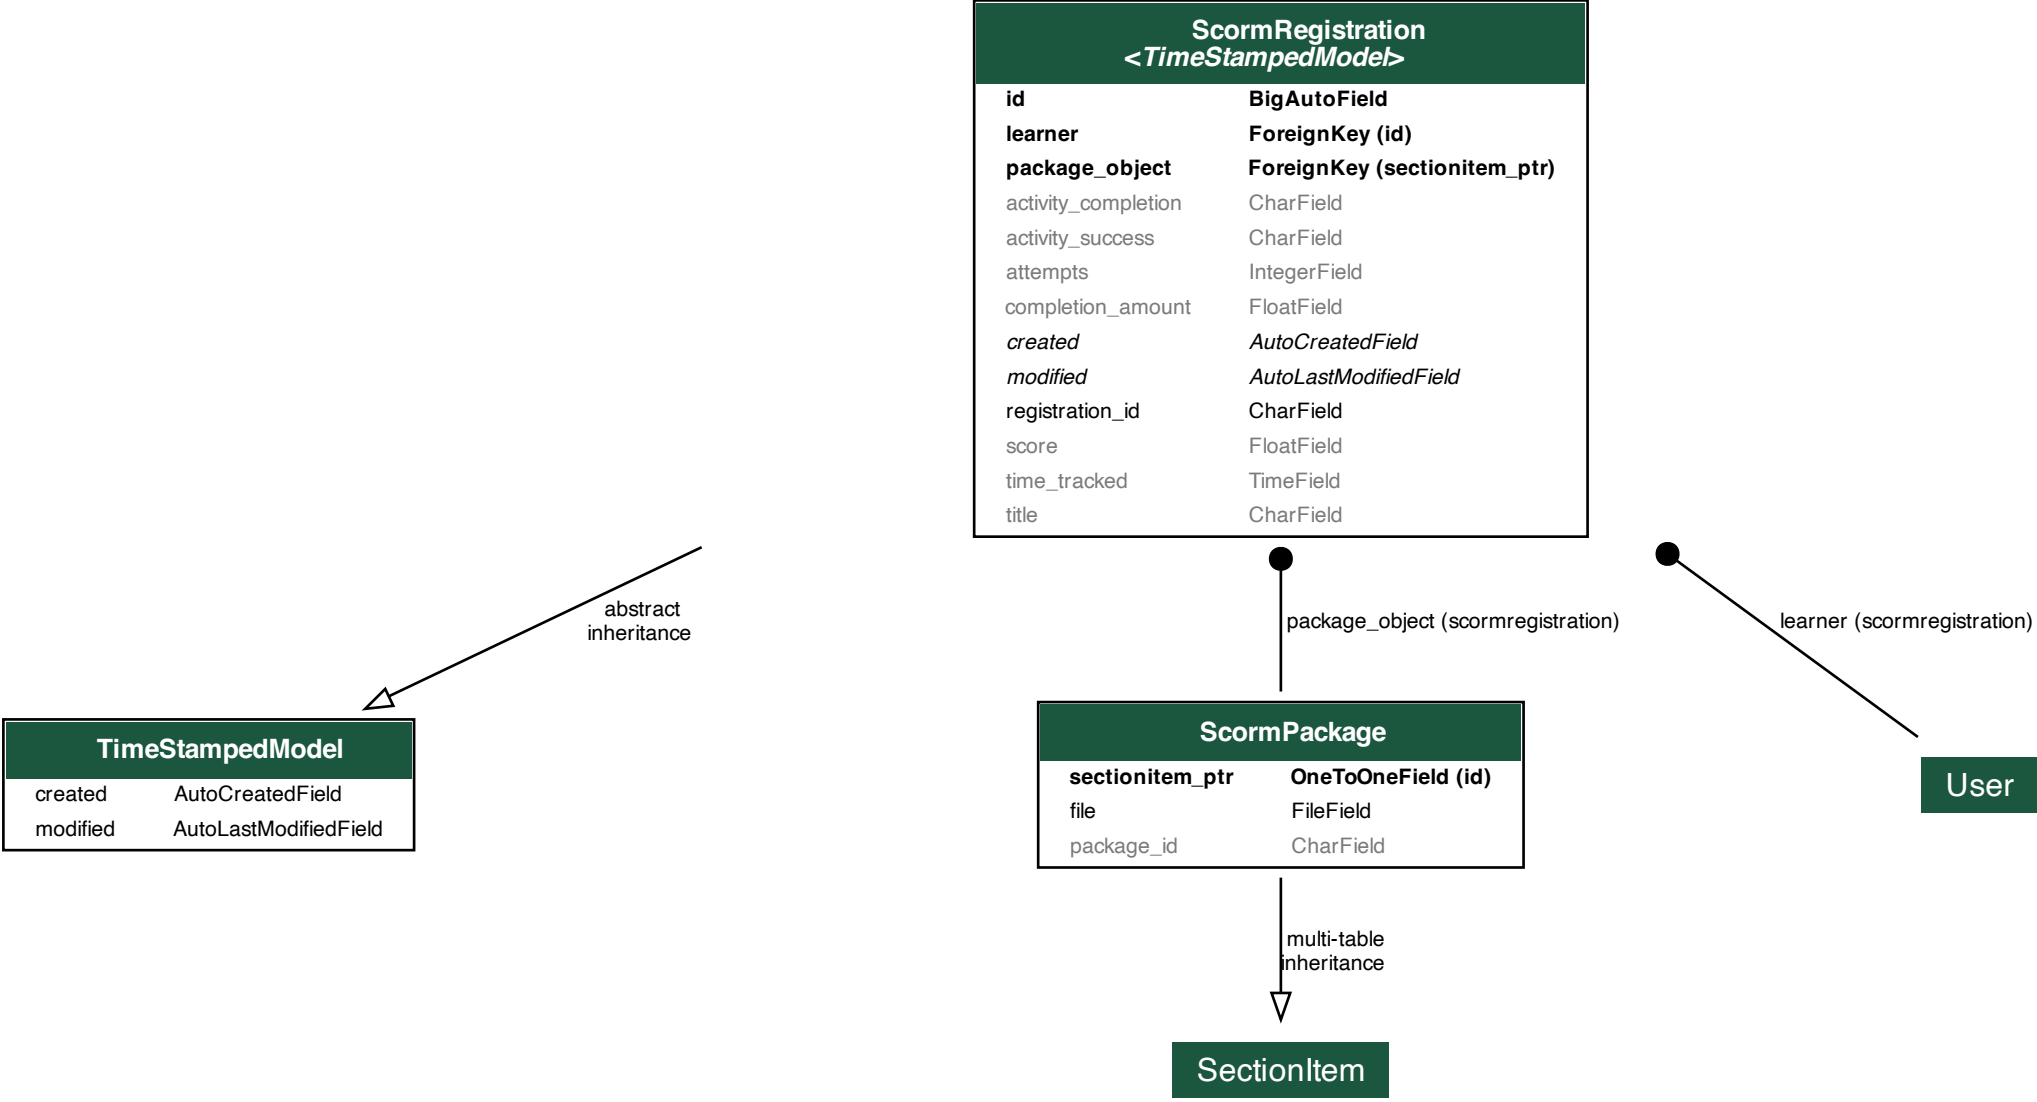 ScormRegistration
<TimeStampedModel>
id BigAutoField
learner ForeignKey (id)
package_object ForeignKey (sectionitem_ptr)
activity_completion CharField
activity_success CharField
attempts IntegerField
completion_amount FloatField
created AutoCreatedField
modified AutoLastModifiedField
registration_id CharField
score FloatField
time_tracked TimeField
title CharField
abstract
inheritance
package_object (scormregistration)
learner (scormregistration)
TimeStampedModel
created AutoCreatedField
modified AutoLastModifiedField
ScormPackage
sectionitem_ptr OneToOneField (id)
file FileField
package_id CharField
User
multi-table
inheritance
SectionItem